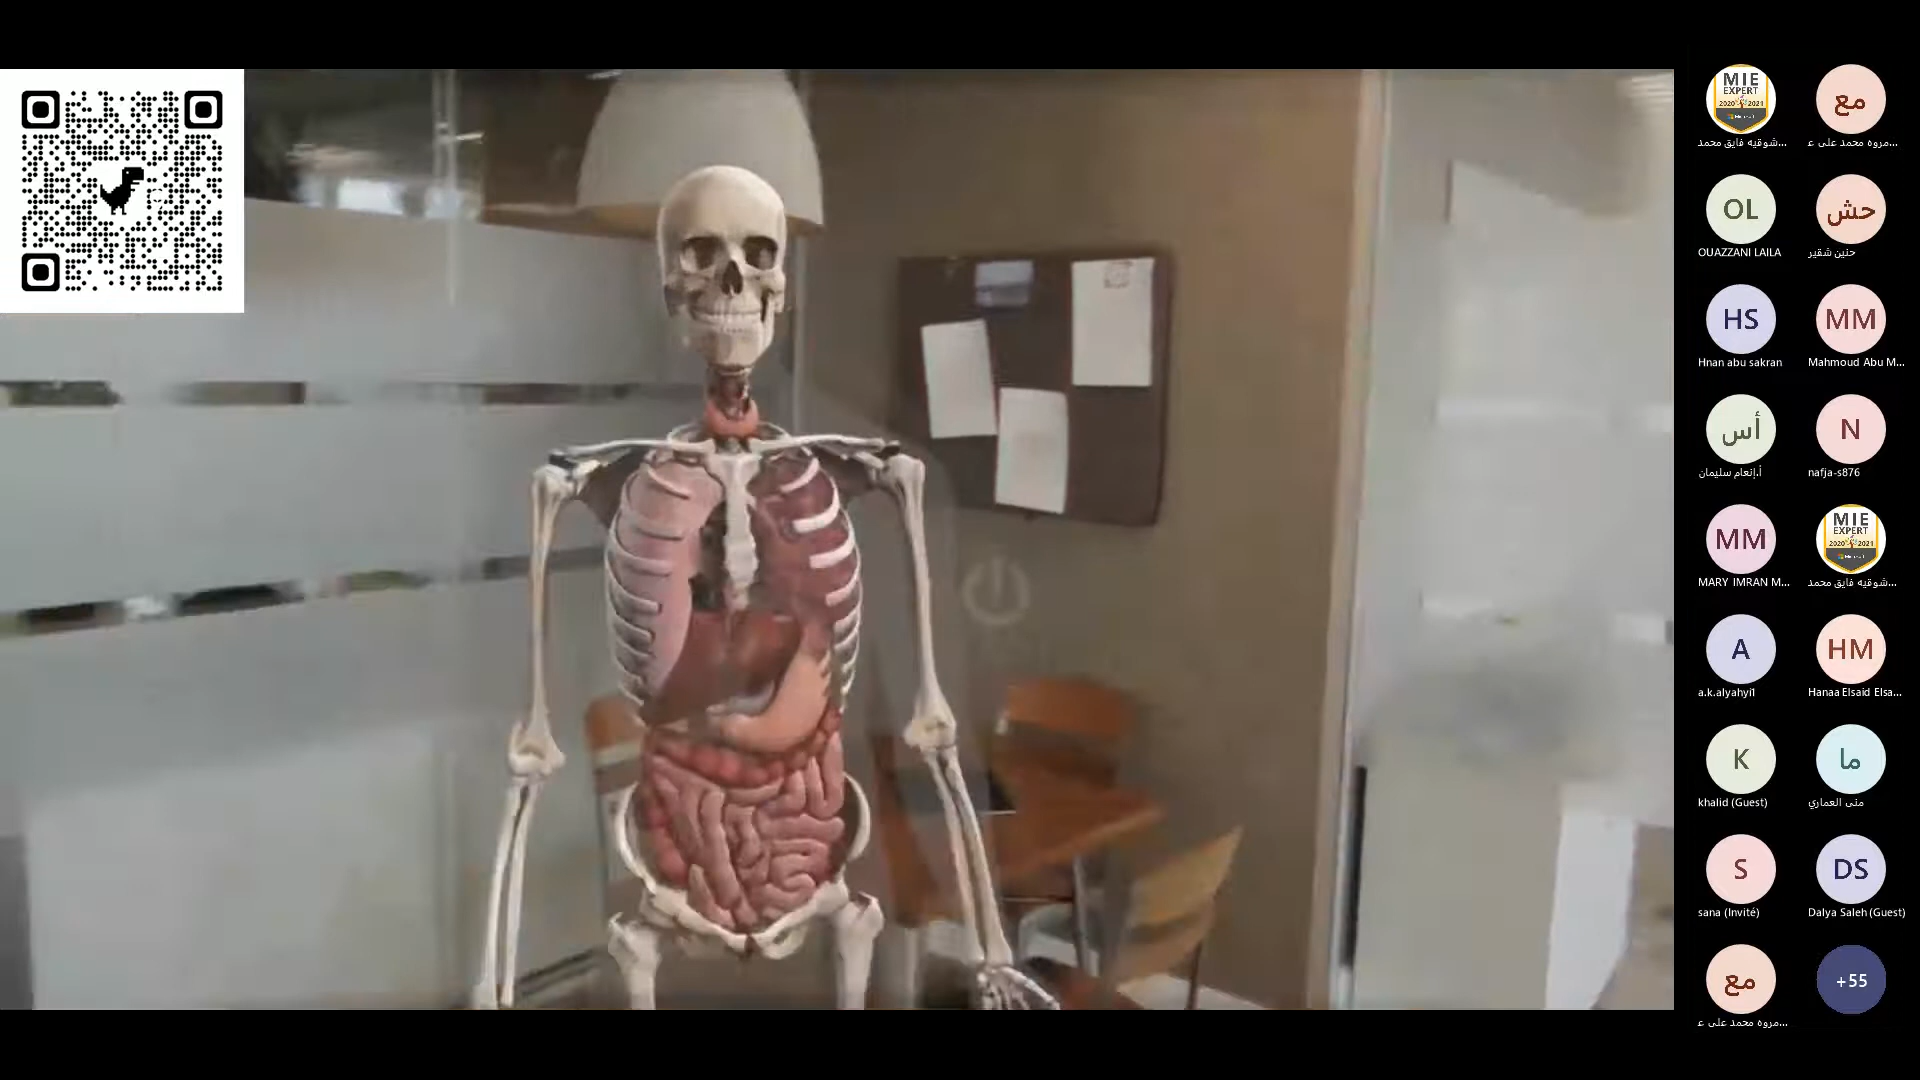 MIE
EXPERT
2020 2021
Microsoft
شوقيه فايق محمد...
مع
مروه محمد على ع...
OL
OUAZZANI LAILA
حش
حنين شقير
HS
Hnan abu sakran
MM
Mahmoud Abu M...
أس
أ.إنعام سليمان
N
nafja-s876
MM
MARY IMRAN M...
MIE
EXPERT
2020 2021
Microsoft
شوقيه فايق محمد...
A
a.k.alyahyi1
HM
Hanaa Elsaid Elsa...
K
khalid (Guest)
ما
منى العماري
S
sana (Invité)
DS
Dalya Saleh (Guest)
مع
مروه محمد على ع...
+55